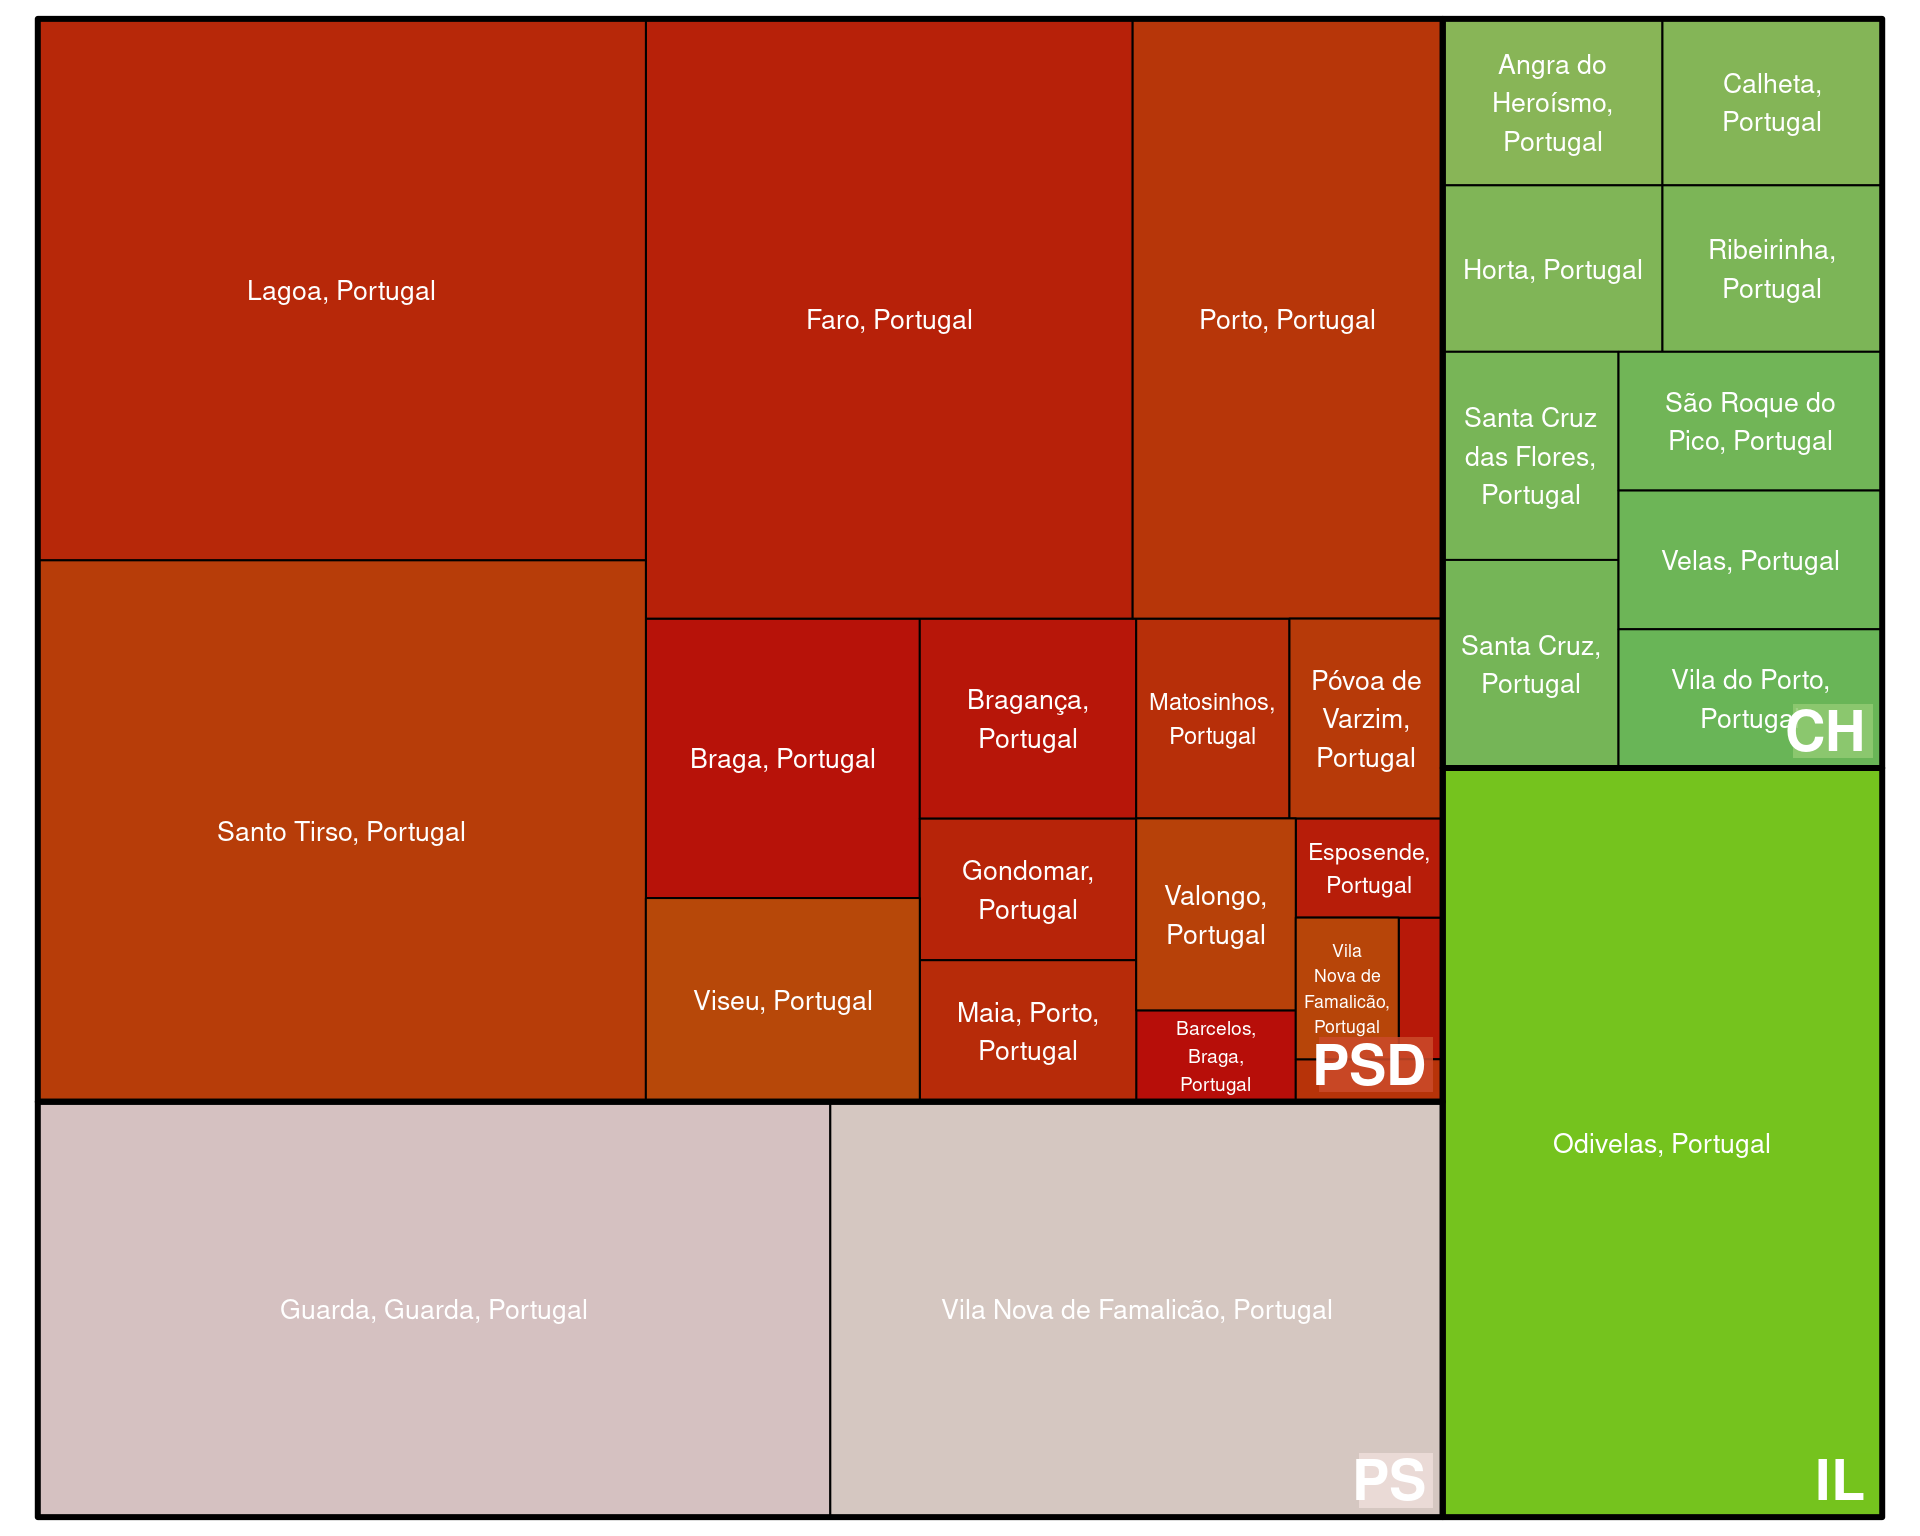 Lagoa, Portugal
Faro, Portugal
Porto, Portugal
Santo Tirso, Portugal
Braga, Portugal
Bragança,
Portugal
Matosinhos,
Portugal
Póvoa de
Varzim,
Portugal
Gondomar,
Portugal
Valongo,
Portugal
Esposende,
Portugal
Viseu, Portugal
Maia, Porto,
Portugal
Barcelos,
Braga,
Portugal
Vila
Nova de
Famalicão,
Portugal
PSD
Angra do
Heroísmo,
Portugal
Calheta,
Portugal
Horta, Portugal
Ribeirinha,
Portugal
Santa Cruz
das Flores,
Portugal
São Roque do
Pico, Portugal
Velas, Portugal
Santa Cruz,
Portugal
Vila do Porto,
Portugal
CH
Guarda, Guarda, Portugal
Vila Nova de Famalicão, Portugal
PS
Odivelas, Portugal
IL